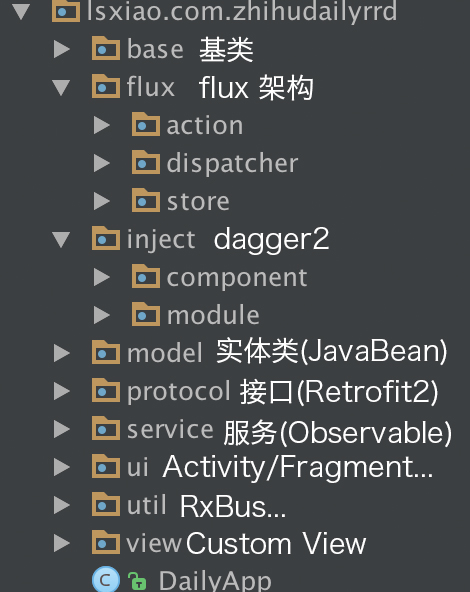 lsxiao.com.zhihudailyrrd
base 基类
flux flux 架构
action
dispatcher
store
inject dagger2
component
module
model 实体类(JavaBean)
protocol 接口(Retrofit2)
service 服务(Observable)
ui Activity/Fragment...
util RxBus...
view Custom View
C DailyApp